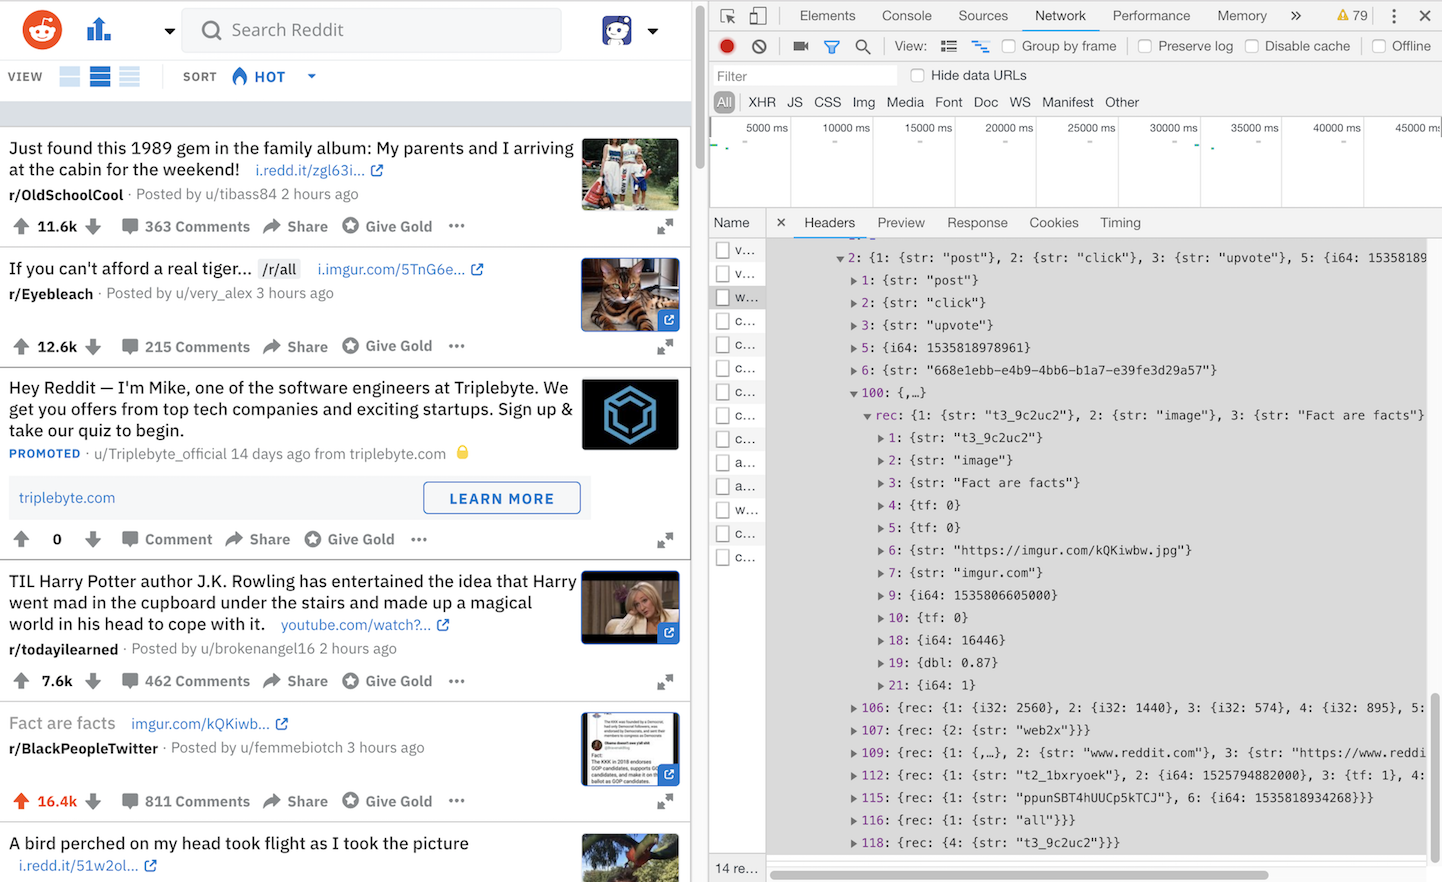 Search Reddit
VIEW
SORT
HOT
Just found this 1989 gem in the family album: My parents and I arriving
at the cabin for the weekend! i.redd.it/zgl63i...
r/OldSchoolCool · Posted by u/tibass84 2 hours ago
11.6k 363 Comments Share Give Gold
If you can't afford a real tiger... /r/all i.imgur.com/5TnG6e...
r/Eyebleach · Posted by u/very_alex 3 hours ago
12.6k 215 Comments Share Give Gold
Hey Reddit — I'm Mike, one of the software engineers at Triplebyte. We
get you offers from top tech companies and exciting startups. Sign up &
take our quiz to begin.
PROMOTED · u/Triplebyte_official 14 days ago from triplebyte.com
triplebyte.com LEARN MORE
0 Comment Share Give Gold
TIL Harry Potter author J.K. Rowling has entertained the idea that Harry
went mad in the cupboard under the stairs and made up a magical
world in his head to cope with it. youtube.com/watch?...
r/todayilearned · Posted by u/brokenangel16 2 hours ago
7.6k 462 Comments Share Give Gold
Fact are facts imgur.com/kQKiwb...
r/BlackPeopleTwitter · Posted by u/femmebiotch 3 hours ago
Fact:
The KKK in 2018 endorses
GOP candidates, supports GOP
candidates, and make it on the
ballot as GOP candidates.
16.4k 811 Comments Share Give Gold
A bird perched on my head took flight as I took the picture
i.redd.it/51w2ol...
Elements Console Sources Network Performance Memory » 79
View: Group by frame Preserve log Disable cache Offline
Filter Hide data URLs
All XHR JS CSS Img Media Font Doc WS Manifest Other
5000 ms 10000 ms 15000 ms 20000 ms 25000 ms 30000 ms 35000 ms 40000 ms 45000 ms
Name × Headers Preview Response Cookies Timing
v...
v...
w...
c...
c...
c...
c...
c...
c...
a...
a...
w...
c...
c...
14 re...
2: {1: {str: "post"}, 2: {str: "click"}, 3: {str: "upvote"}, 5: {i64: 15358189
1: {str: "post"}
2: {str: "click"}
3: {str: "upvote"}
5: {i64: 1535818978961}
6: {str: "668e1ebb-e4b9-4bb6-b1a7-e39fe3d29a57"}
100: {,…}
rec: {1: {str: "t3_9c2uc2"}, 2: {str: "image"}, 3: {str: "Fact are facts"}
1: {str: "t3_9c2uc2"}
2: {str: "image"}
3: {str: "Fact are facts"}
4: {tf: 0}
5: {tf: 0}
6: {str: "https://imgur.com/kQKiwbw.jpg"}
7: {str: "imgur.com"}
9: {i64: 1535806605000}
10: {tf: 0}
18: {i64: 16446}
19: {dbl: 0.87}
21: {i64: 1}
106: {rec: {1: {i32: 2560}, 2: {i32: 1440}, 3: {i32: 574}, 4: {i32: 895}, 5:
107: {rec: {2: {str: "web2x"}}}
109: {rec: {1: {,…}, 2: {str: "www.reddit.com"}, 3: {str: "https://www.reddi
112: {rec: {1: {str: "t2_1bxryoek"}, 2: {i64: 1525794882000}, 3: {tf: 1}, 4:
115: {rec: {1: {str: "ppunSBT4hUUCp5kTCJ"}, 6: {i64: 1535818934268}}}
116: {rec: {1: {str: "all"}}}
118: {rec: {4: {str: "t3_9c2uc2"}}}